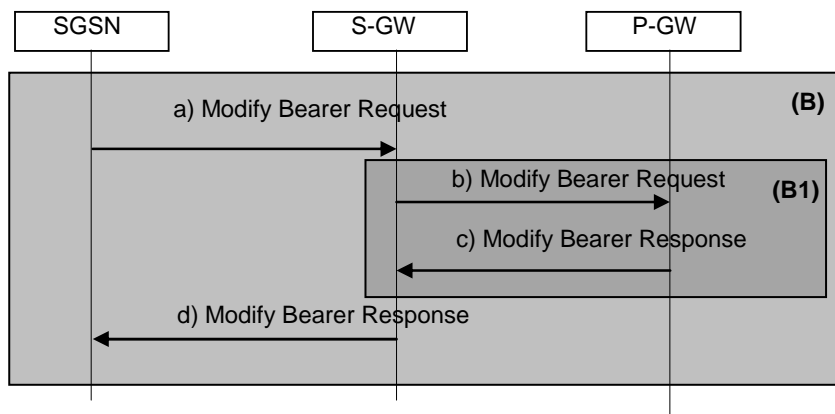 SGSN
S-GW
P-GW
(B)
a) Modify Bearer Request
b) Modify Bearer Request
(B1)
c) Modify Bearer Response
d) Modify Bearer Response